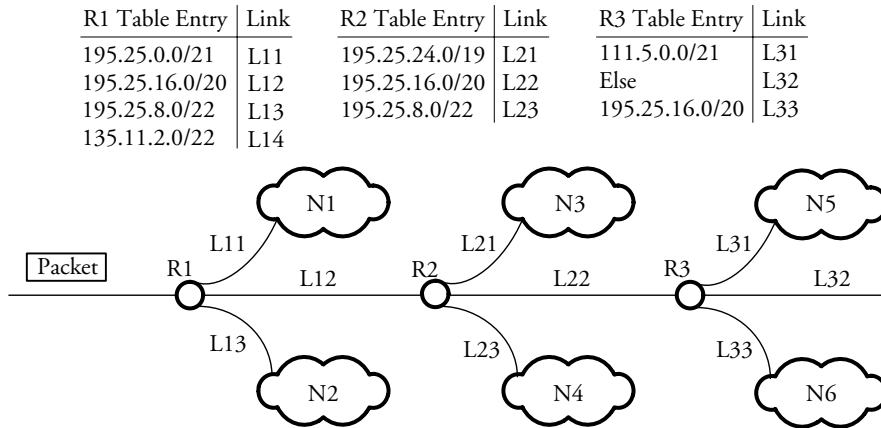 R1 Table Entry Link R2 Table Entry Link R3 Table Entry Link
195.25.0.0/21 L11 195.25.24.0/19 L21 111.5.0.0/21 L31
195.25.16.0/20 L12 195.25.16.0/20 L22 Else L32
195.25.8.0/22 L13 195.25.8.0/22 L23 195.25.16.0/20 L33
135.11.2.0/22 L14
N1 N3 N5
L11 L21 L31
Packet R1 R2 R3
L12 L22 L32
L13 L23 L33
N2 N4 N6